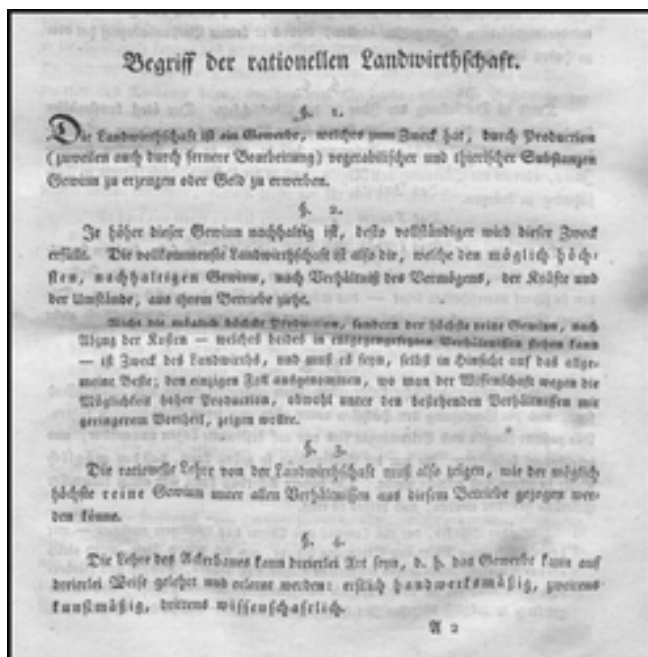 Begriff der rationellen Landwirthschaft.
§. 1.
Die Landwirthschaft ist ein Gewerbe, welches zum Zweck hat, durch Production
(zuweilen auch durch fernere Bearbeitung) vegetabilischer und thierischer Substanzen
Gewinn zu erzeugen oder Geld zu erwerben.
§. 2.
Je höher dieser Gewinn nachhaltig ist, desto vollständiger wird dieser Zweck
erfüllt. Die vollkommenste Landwirthschaft ist also die, welche den möglich höch-
sten, nachhaltigen Gewinn, nach Verhältniß des Vermögens, der Kräfte und
der Umstände, aus ihrem Betriebe ziehe.
Nicht die möglich höchste Production, sondern der höchste reine Gewinn, nach
Abzug der Kosten — welches beides in entgegengesetzten Verhältnissen stehen kann
— ist Zweck des Landwirths, und muß es seyn, selbst in Hinsicht auf das allge-
meine Beste; den einzigen Fall ausgenommen, wo man der Wissenschaft wegen die
Möglichkeit hoher Production, obwohl unter den bestehenden Verhältnissen mit
geringerem Vortheil, zeigen wollte.
§. 3.
Die rationelle Lehre von der Landwirthschaft muß also zeigen, wie der möglich
höchste reine Gewinn unter allen Verhältnissen aus diesem Betriebe gezogen wer-
den könne.
§. 4.
Die Lehre des Ackerbaues kann dreierlei Art seyn, d. h. das Gewerbe kann auf
dreierlei Weise gelehrt und erlernt werden: erstlich handwerksmäßig, zweitens
kunstmäßig, drittens wissenschaftlich.
A 2